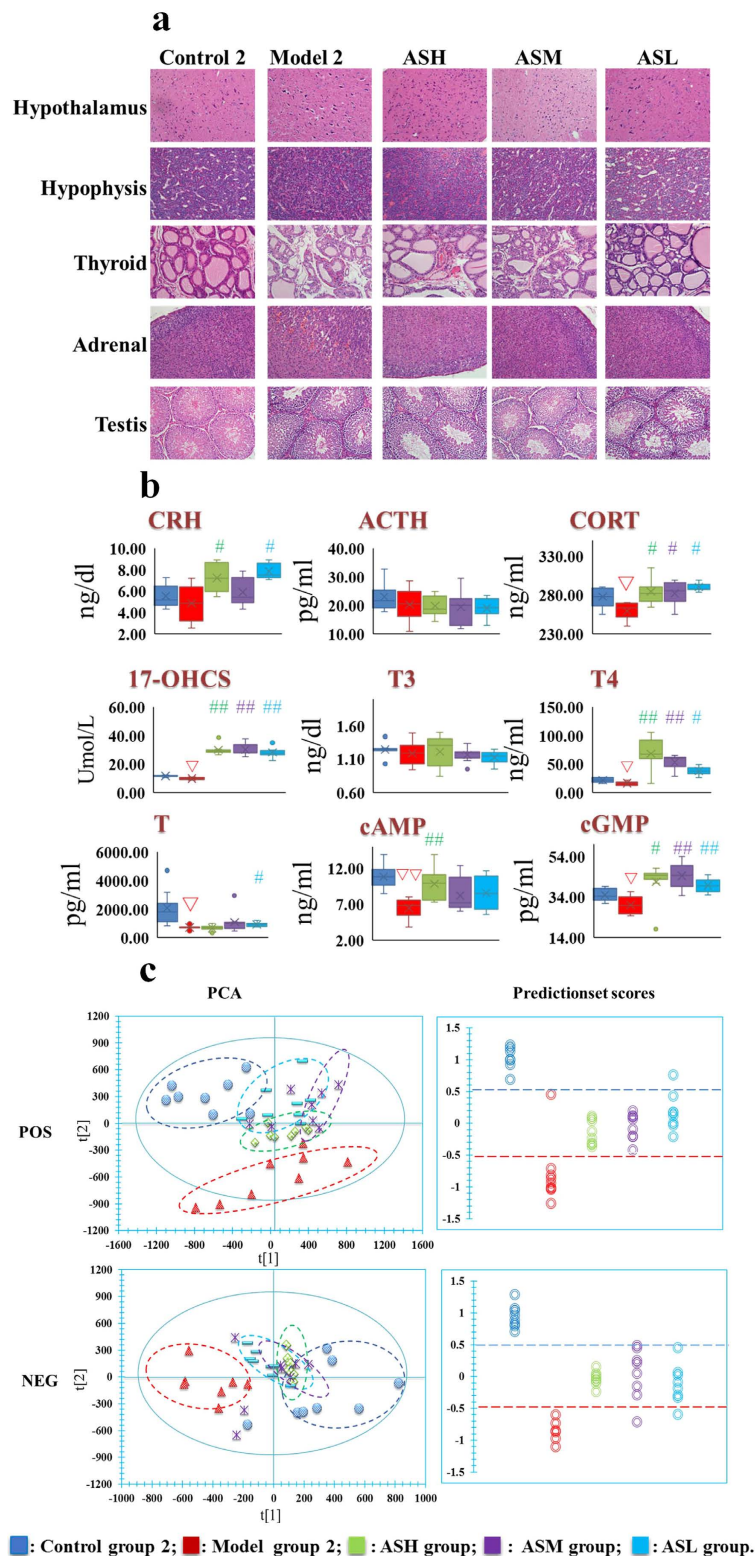 a
Control 2 Model 2 ASH ASM ASL
Hypothalamus
Hypophysis
Thyroid
Adrenal
Testis
b
CRH ACTH CORT
# #
10.00 8.00 6.00 4.00 2.00
ng/dl
40.00 30.00 20.00 10.00
pg/ml
# # #
▽
330.00 280.00 230.00
ng/ml
17-OHCS T3 T4
## ## ##
▽
60.00 40.00 20.00 0.00
Umol/L
1.60 1.10 0.60
ng/dl
## ## #
▽
150.00 100.00 50.00 0.00
ng/ml
T cAMP cGMP
#
▽
6000.00 4000.00 2000.00 0.00
pg/ml
##
▽▽
12.00 7.00 2.00
ng/ml
# ## ##
▽
54.00 34.00 14.00
pg/ml
c
PCA Predictionset scores
POS
1200 900 600 300 0 -300 -600 -900 -1200
t[2]
-1600 -1200 -800 -400 0 400 800 1200 1600
t[1]
1.5 1 0.5 0 -0.5 -1 -1.5
NEG
1200 900 600 300 0 -300 -600 -900 -1200
t[2]
-1000 -800 -600 -400 -200 0 200 400 600 800 1000
t[1]
1.5 1 0.5 0 -0.5 -1 -1.5
: Control group 2; : Model group 2; : ASH group; : ASM group; : ASL group.